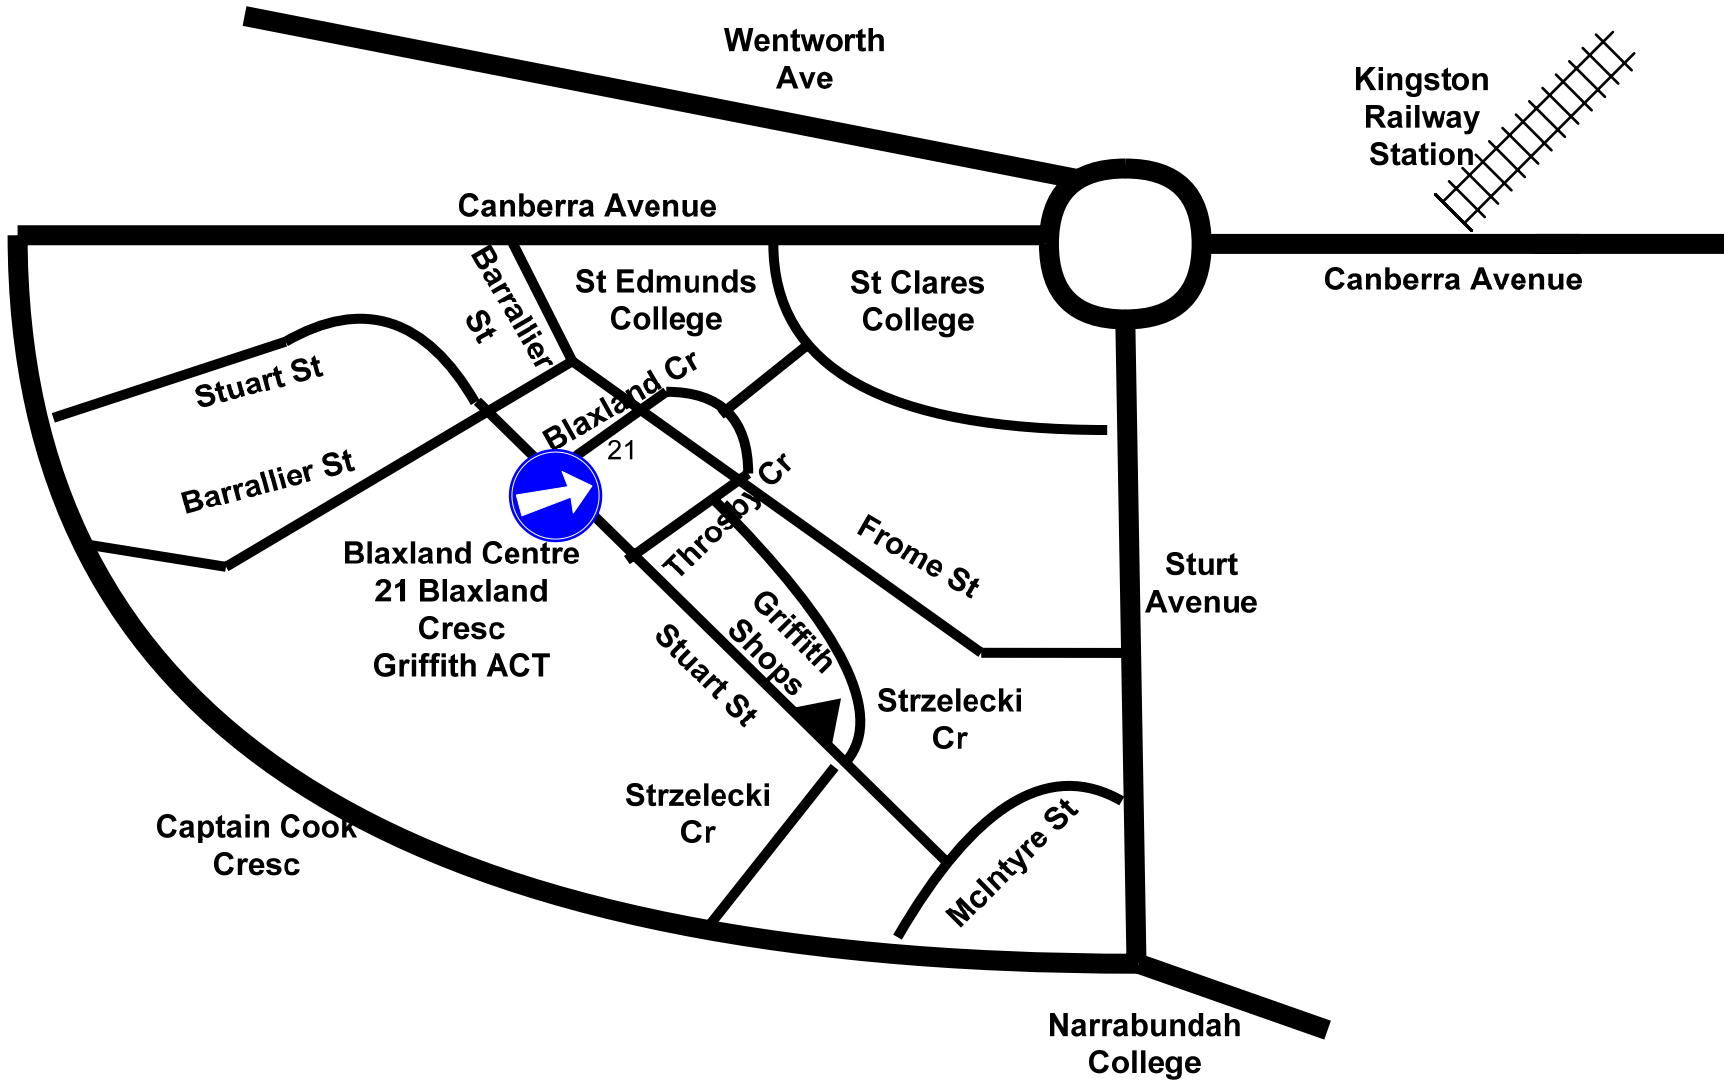 Wentworth
Ave
Kingston
Railway
Station
Canberra Avenue
Canberra Avenue
Barrallier
St
St Edmunds
College
St Clares
College
Stuart St
Blaxland Cr
21
Barrallier St
Throsby Cr
Frome St
Blaxland Centre
21 Blaxland
Cresc
Griffith ACT
Sturt
Avenue
Griffith
Shops
Stuart St
Strzelecki
Cr
Strzelecki
Cr
Captain Cook
Cresc
McIntyre St
Narrabundah
College